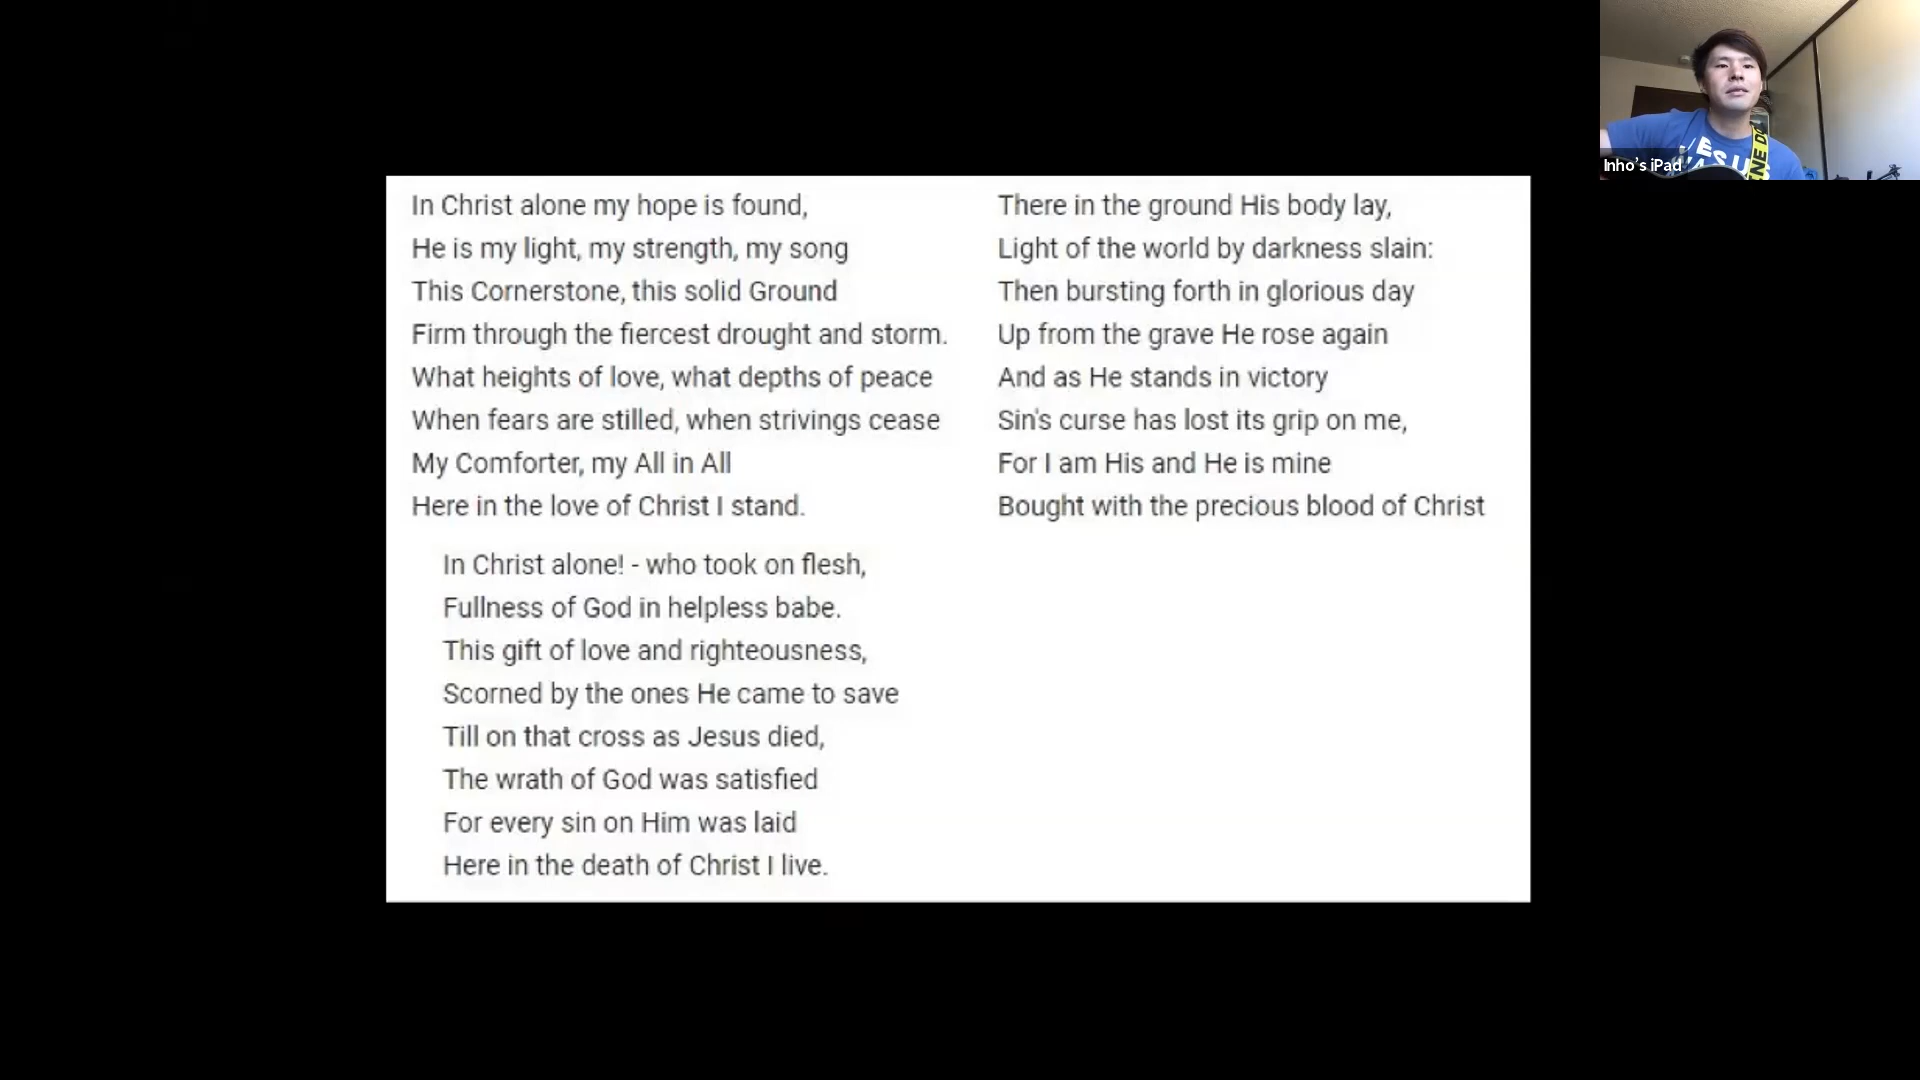 In Christ alone my hope is found,
He is my light, my strength, my song
This Cornerstone, this solid Ground
Firm through the fiercest drought and storm.
What heights of love, what depths of peace
When fears are stilled, when strivings cease
My Comforter, my All in All
Here in the love of Christ I stand.
In Christ alone! - who took on flesh,
Fullness of God in helpless babe.
This gift of love and righteousness,
Scorned by the ones He came to save
Till on that cross as Jesus died,
The wrath of God was satisfied
For every sin on Him was laid
Here in the death of Christ I live.
There in the ground His body lay,
Light of the world by darkness slain:
Then bursting forth in glorious day
Up from the grave He rose again
And as He stands in victory
Sin's curse has lost its grip on me,
For I am His and He is mine
Bought with the precious blood of Christ
Inho's iPad